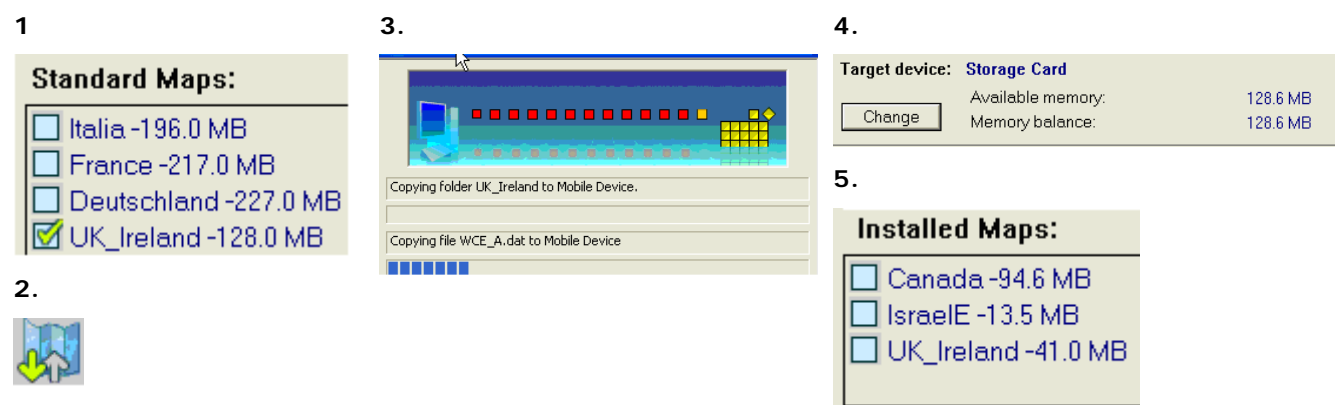 1
Standard Maps:
Italia -196.0 MB
France -217.0 MB
Deutschland -227.0 MB
UK_Ireland -128.0 MB
2.
3.
Copying folder UK_Ireland to Mobile Device.
Copying file WCE_A.dat to Mobile Device
4.
Target device: Storage Card
Available memory: 128.6 MB
Change Memory balance: 128.6 MB
5.
Installed Maps:
Canada -94.6 MB
IsraelE -13.5 MB
UK_Ireland -41.0 MB